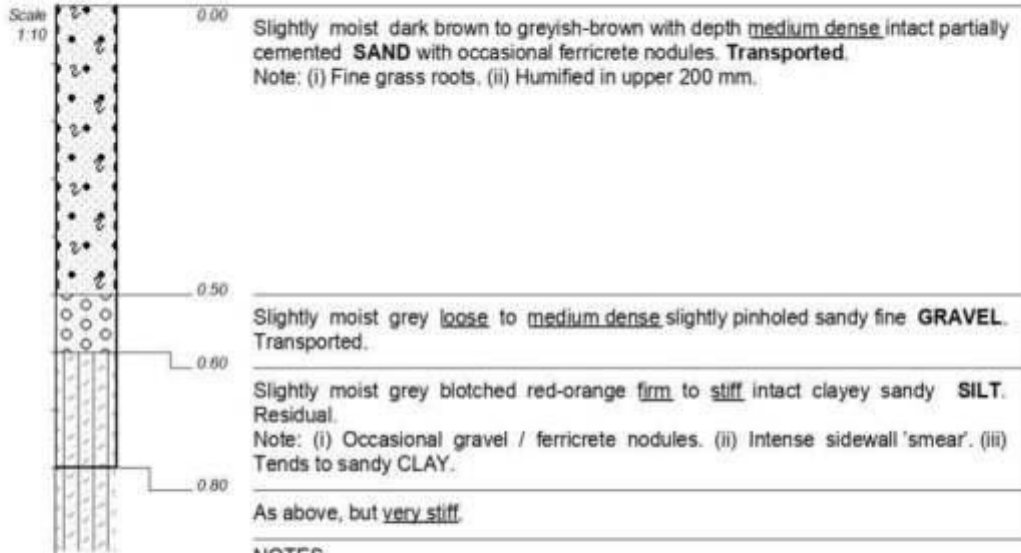 Scale
1:10
0.00
Slightly moist dark brown to greyish-brown with depth medium dense intact partially
cemented SAND with occasional ferricrete nodules. Transported.
Note: (i) Fine grass roots. (ii) Humified in upper 200 mm.
0.50
Slightly moist grey loose to medium dense slightly pinholed sandy fine GRAVEL.
Transported.
0.60
Slightly moist grey blotched red-orange firm to stiff intact clayey sandy SILT.
Residual.
Note: (i) Occasional gravel / ferricrete nodules. (ii) Intense sidewall 'smear'. (iii)
Tends to sandy CLAY.
0.80
As above, but very stiff.
NOTES